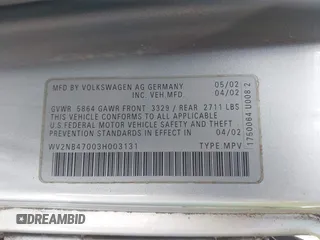 MFD BY VOLKSWAGEN AG GERMANY 05/02
INC. VEH. MFD. 04/02
GVWR 5864 GAWR FRONT 3329 / REAR 2711 LBS
THIS VEHICLE CONFORMS TO ALL APPLICABLE
U.S. FEDERAL MOTOR VEHICLE SAFETY AND THEFT
PREVENTION STANDARDS IN EFFECT IN 04/02
WV2NB47003H003131 TYPE MPV
1750064 U008 2
DREAMBID